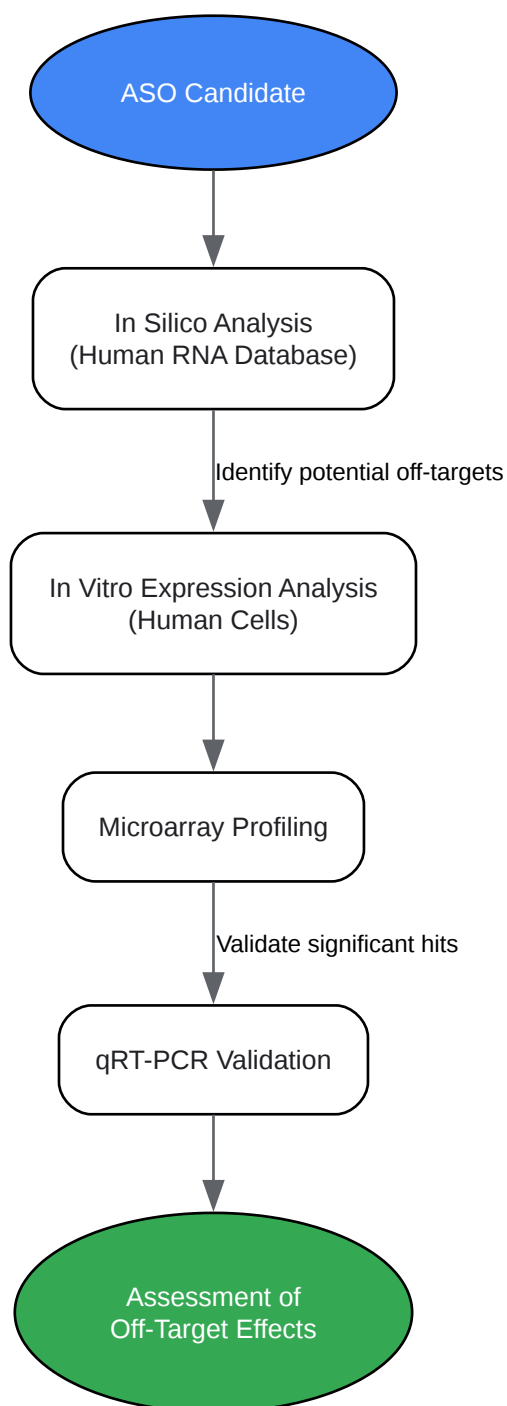 ASO Candidate
In Silico Analysis
(Human RNA Database)
Identify potential off-targets
In Vitro Expression Analysis
(Human Cells)
Microarray Profiling
Validate significant hits
qRT-PCR Validation
Assessment of
Off-Target Effects